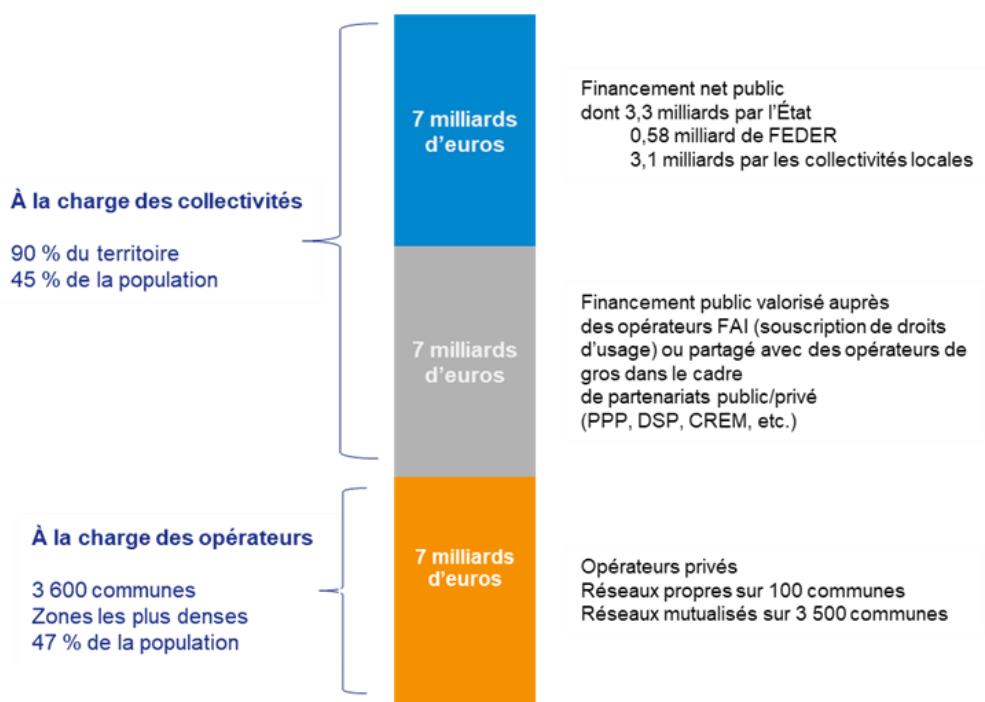 À la charge des collectivités
90 % du territoire
45 % de la population
7 milliards
d’euros
Financement net public
dont 3,3 milliards par l’État
0,58 milliard de FEDER
3,1 milliards par les collectivités locales
7 milliards
d’euros
Financement public valorisé auprès
des opérateurs FAI (souscription de droits
d’usage) ou partagé avec des opérateurs de
gros dans le cadre
de partenariats public/privé
(PPP, DSP, CREM, etc.)
À la charge des opérateurs
3 600 communes
Zones les plus denses
47 % de la population
7 milliards
d’euros
Opérateurs privés
Réseaux propres sur 100 communes
Réseaux mutualisés sur 3 500 communes